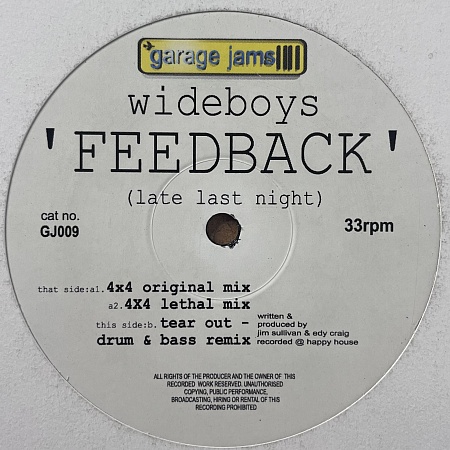 garage jams
wideboys
'FEEDBACK'
(late last night)
cat no.
GJ009
33rpm
that side:a1.4x4 original mix
a2.4X4 lethal mix
this side:b.tear out -
drum & bass remix
written &
produced by
jim sullivan & edy craig
recorded @ happy house
ALL RIGHTS OF THE PRODUCER AND THE OWNER OF THIS
RECORDED WORK RESERVED. UNAUTHORISED
COPYING, PUBLIC PERFORMANCE,
BROADCASTING, HIRING OR RENTAL OF THIS
RECORDING PROHIBITED